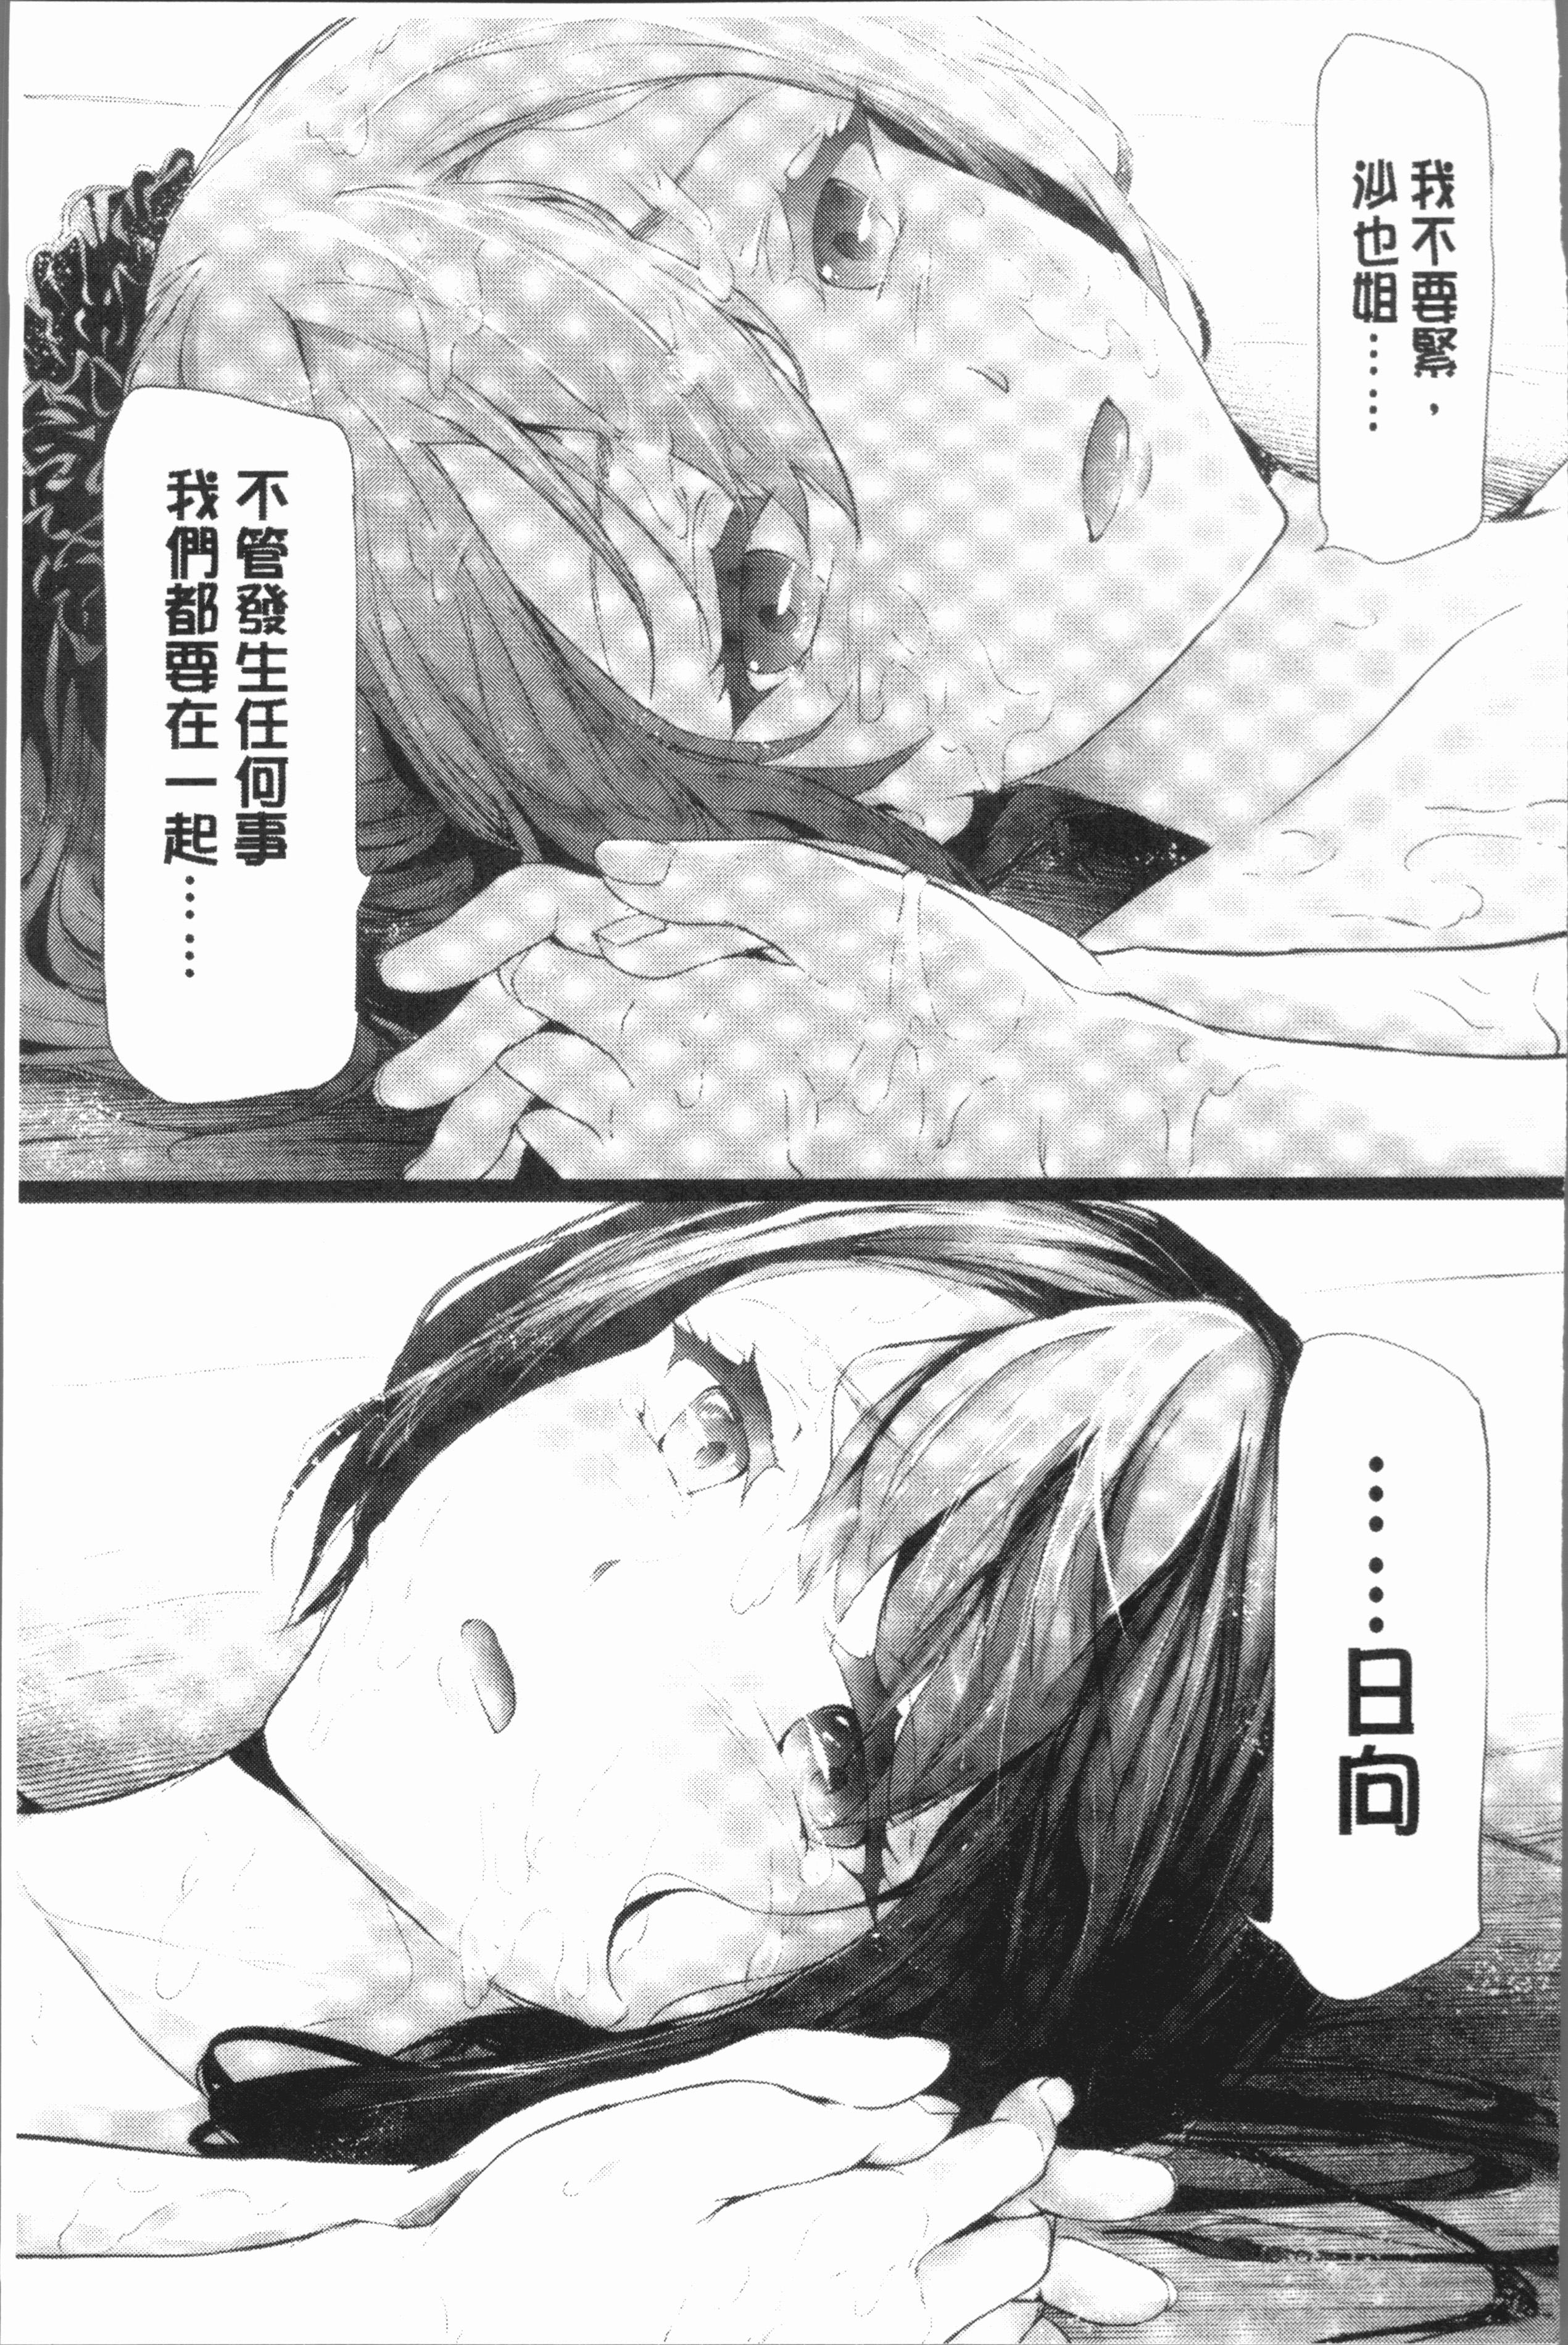 我不要緊，
沙也姐……
不管發生任何事
我們都要在一起……
……日向